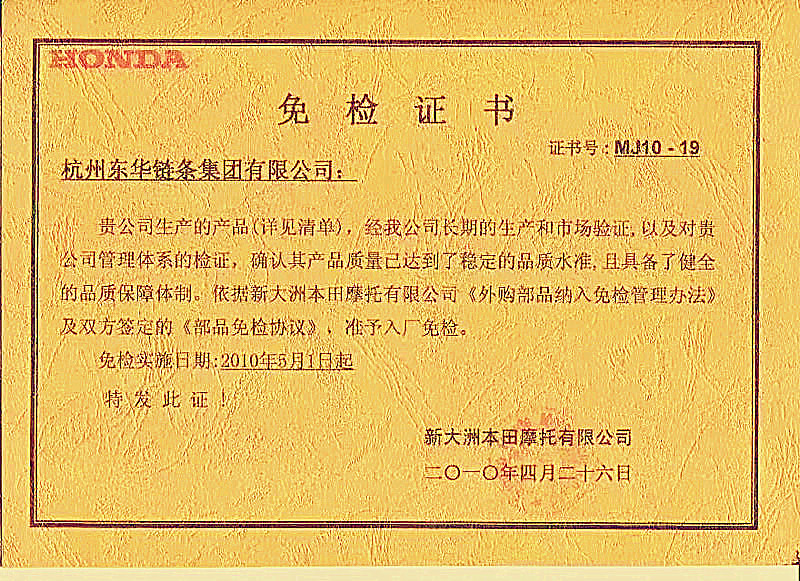 HONDA
免检证书
证书号：MJ10-19
杭州东华链条集团有限公司：
贵公司生产的产品(详见清单)，经我公司长期的生产和市场验证,以及对贵
公司管理体系的检证，确认其产品质量已达到了稳定的品质水准,且具备了健全
的品质保障体制。依据新大洲本田摩托有限公司《外购部品纳入免检管理办法》
及双方签定的《部品免检协议》，准予入厂免检。
免检实施日期:2010年5月1日起
特发此证！
新大洲本田摩托有限公司
二〇一〇年四月二十六日